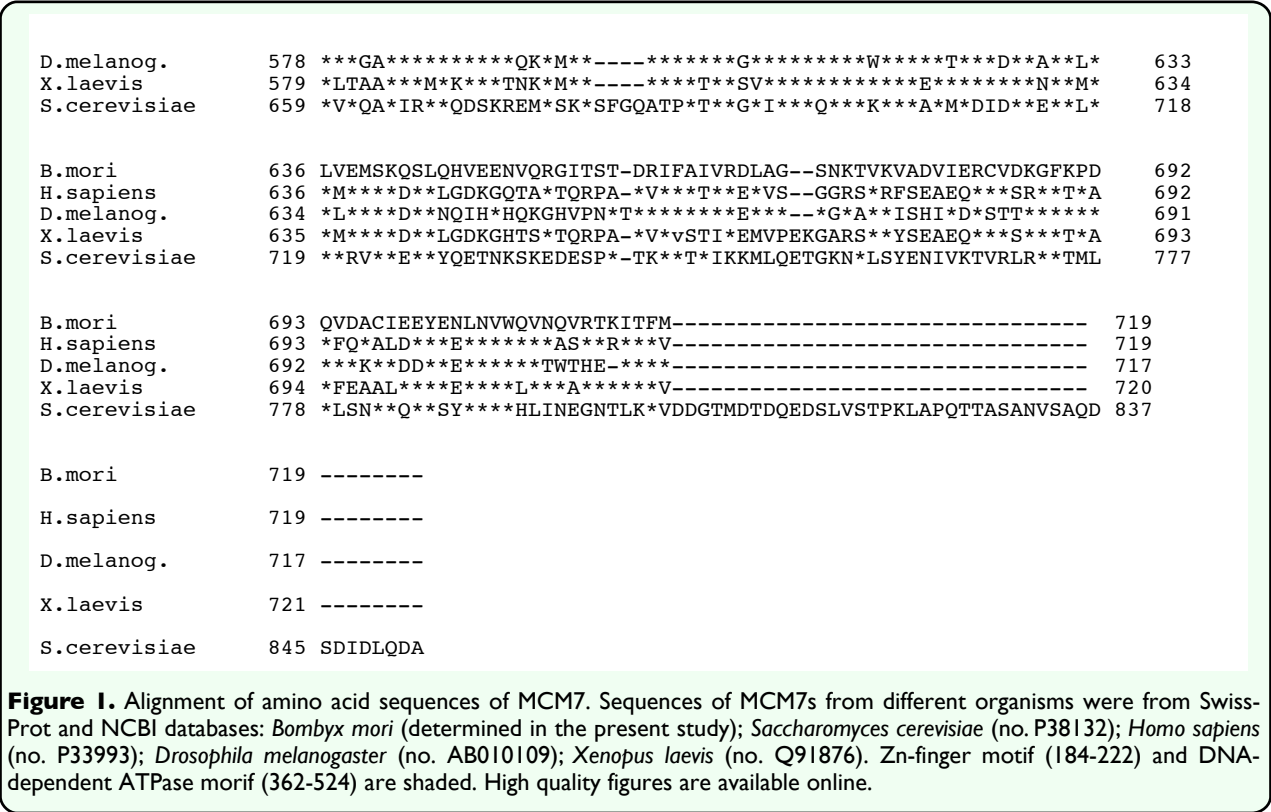 D.melanog. 578 ***GA**********QK*M**----*******G*********W*****T***D**A**L* 633
X.laevis 579 *LTAA***M*K***TNK*M**----****T**SV************E********N**M* 634
S.cerevisiae 659 *V*QA*IR**QDSKREM*SK*SFGQATP*T**G*I***Q***K***A*M*DID**E**L* 718
B.mori 636 LVEMSKQSLQHVEENVQRGITST-DRIFAIVRDLAG--SNKTVKVADVIERCVDKGFKPD 692
H.sapiens 636 *M****D**LGDKGQTA*TQRPA-*V***T**E*VS--GGRS*RFSEAEQ***SR**T*A 692
D.melanog. 634 *L****D**NQIH*HQKGHVPN*T********E***--*G*A**ISHI*D*STT****** 691
X.laevis 635 *M****D**LGDKGHTS*TQRPA-*V*vSTI*EMVPEKGARS**YSEAEQ***S***T*A 693
S.cerevisiae 719 **RV**E**YQETNKSKEDESP*-TK**T*IKKMLQETGKN*LSYENIVKTVRLR**TML 777
B.mori 693 QVDACIEEYENLNVWQVNQVRTKITFM-------------------------------- 719
H.sapiens 693 *FQ*ALD***E*******AS**R***V-------------------------------- 719
D.melanog. 692 ***K**DD**E******TWTHE-****-------------------------------- 717
X.laevis 694 *FEAAL****E****L***A******V-------------------------------- 720
S.cerevisiae 778 *LSN**Q**SY****HLINEGNTLK*VDDGTMDTDQEDSLVSTPKLAPQTTASANVSAQD 837
B.mori 719 --------
H.sapiens 719 --------
D.melanog. 717 --------
X.laevis 721 --------
S.cerevisiae 845 SDIDLQDA
Figure 1. Alignment of amino acid sequences of MCM7. Sequences of MCM7s from different organism were from Swiss-
Prot and NCBI databases: Bombyx mori (determined in the present study); Saccharomyces cerevisiae (no. P38132); Homo sapiens
(no. P33993); Drosophila melanogaster (no. AB010109); Xenopus laevis (no. Q91876). Zn-finger motif (184-222) and DNA-
dependent ATPase morif (362-524) are shaded. High quality figures are available online.